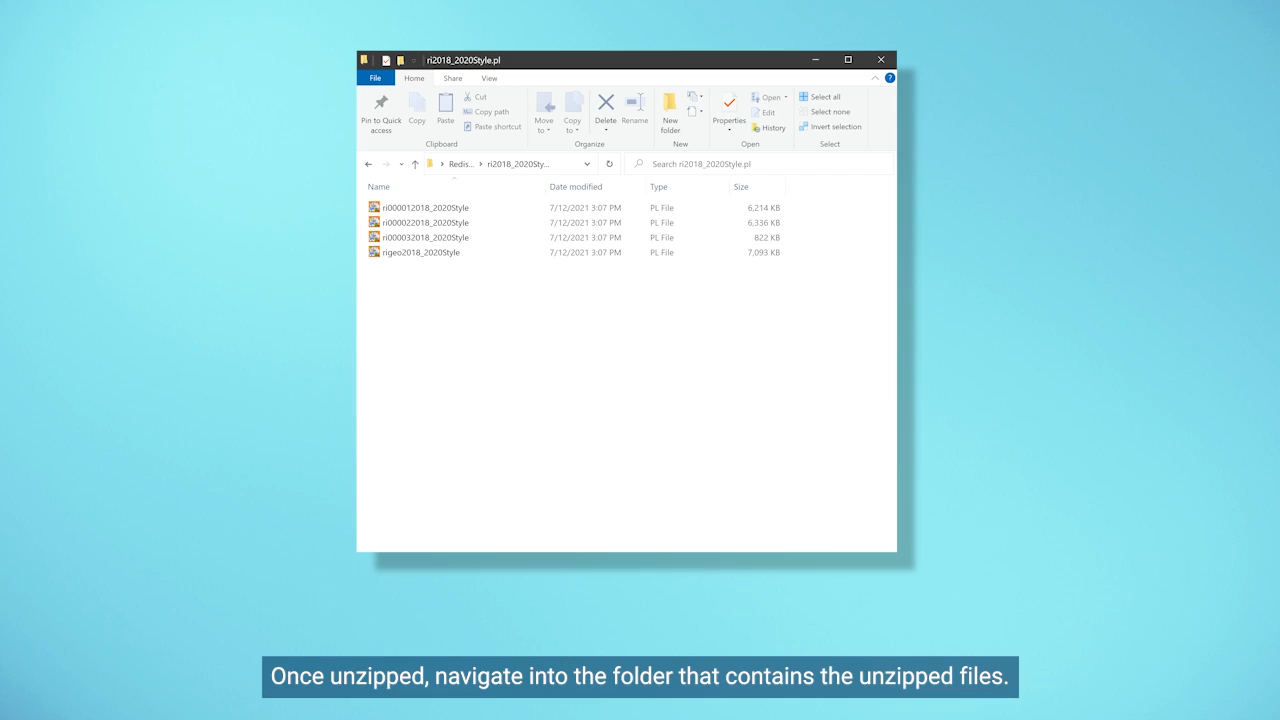 ri2018_2020Style.pl
File Home Share View
Pin to Quick access
Copy
Paste
Cut
Copy path
Paste shortcut
Clipboard
Move to
Copy to
Delete
Rename
Organize
New folder
New
Properties
Open
Edit
History
Open
Select all
Select none
Invert selection
Select
Redis... ri2018_2020Sty... Search ri2018_2020Style.pl
Name Date modified Type Size
ri000012018_2020Style 7/12/2021 3:07 PM PL File 6,214 KB
ri000022018_2020Style 7/12/2021 3:07 PM PL File 6,336 KB
ri000032018_2020Style 7/12/2021 3:07 PM PL File 822 KB
rigeo2018_2020Style 7/12/2021 3:07 PM PL File 7,093 KB
Once unzipped, navigate into the folder that contains the unzipped files.